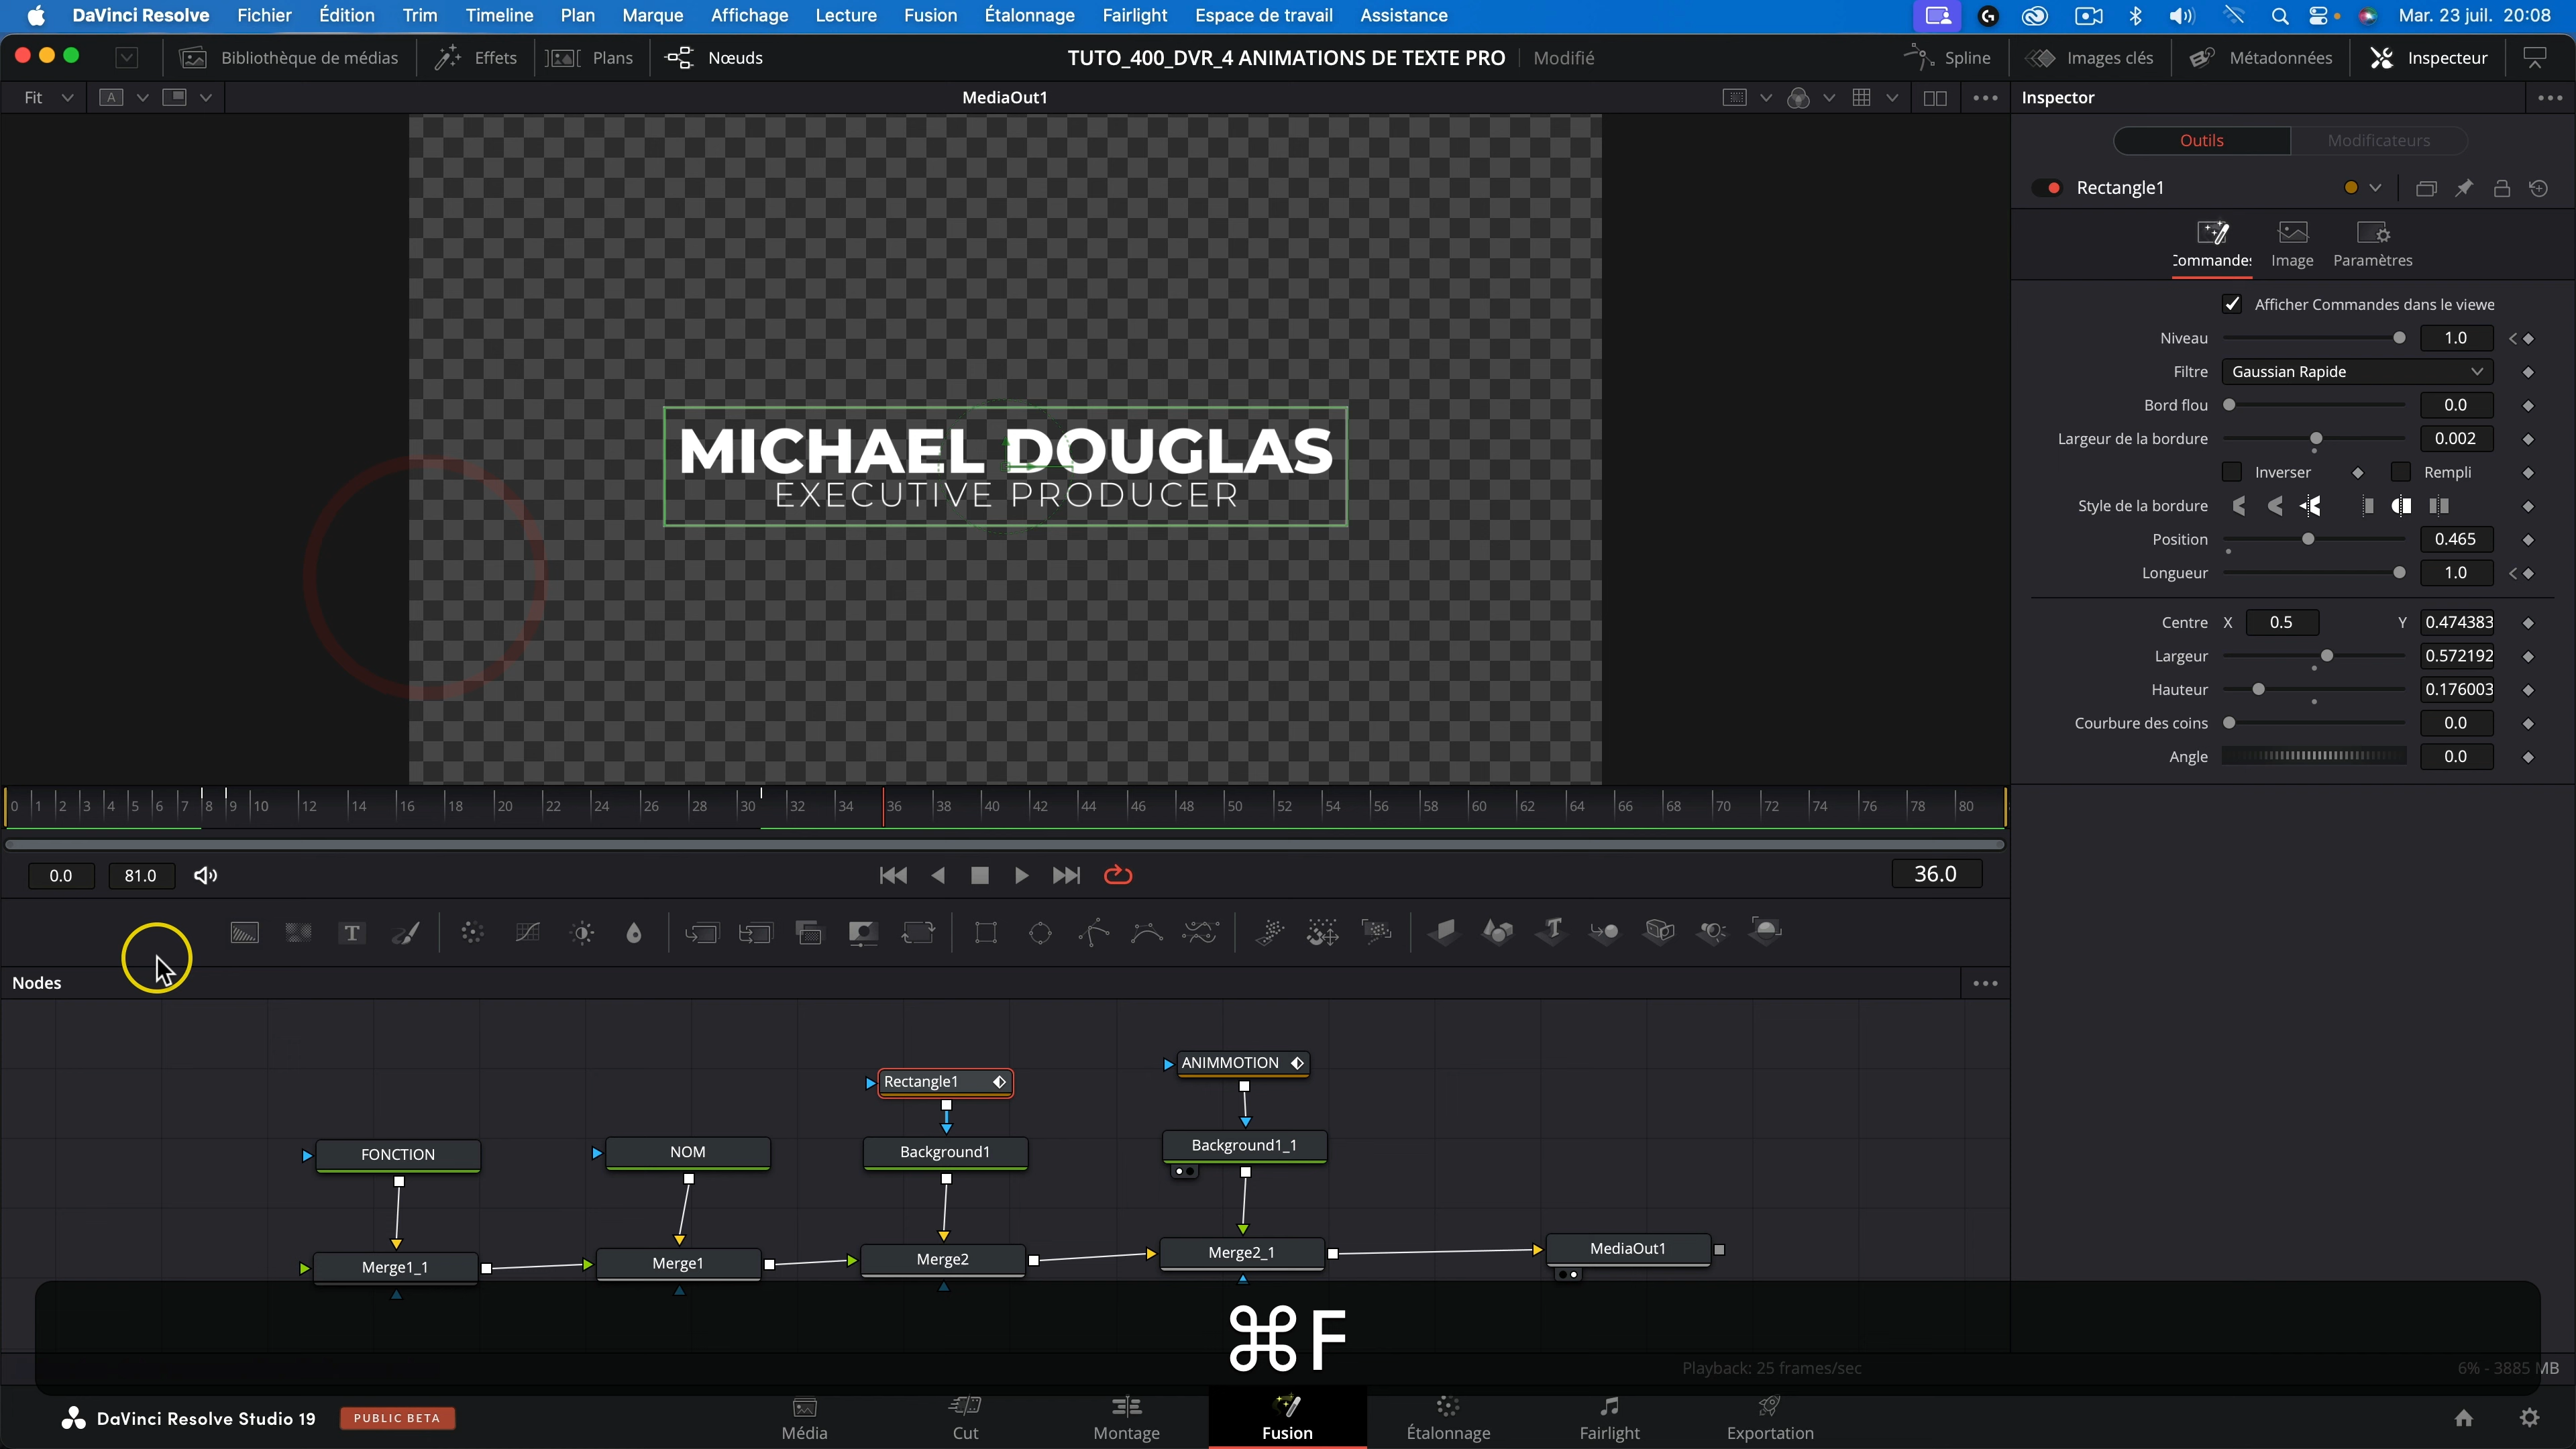 DaVinci Resolve Fichier Édition Trim Timeline Plan Marque Affichage Lecture Fusion Étalonnage Fairlight Espace de travail Assistance Mar. 23 juil. 20:08
Bibliothèque de médias Effets Plans Nœuds TUTO_400_DVR_4 ANIMATIONS DE TEXTE PRO Modifié Spline Images clés Métadonnées Inspecteur
Fit A MediaOut1 Inspector
Outils Modificateurs
Rectangle1
Commandes Image Paramètres
Afficher Commandes dans le viewe
Niveau 1.0
Filtre Gaussian Rapide
Bord flou 0.0
Largeur de la bordure 0.002
Inverser Rempli
Style de la bordure
Position 0.465
Longueur 1.0
Centre X 0.5 Y 0.474383
Largeur 0.572192
Hauteur 0.176003
Courbure des coins 0.0
Angle 0.0
MICHAEL DOUGLAS
EXECUTIVE PRODUCER
0 1 2 3 4 5 6 7 8 9 10 12 14 16 18 20 22 24 26 28 30 32 34 36 38 40 42 44 46 48 50 52 54 56 58 60 62 64 66 68 70 72 74 76 78 80
0.0 81.0 36.0
T T
Nodes
ANIMMOTION
Rectangle1
FONCTION NOM Background1 Background1_1
Merge1_1 Merge1 Merge2 Merge2_1 MediaOut1
⌘F
Playback: 25 frames/sec 6% - 3885 MB
DaVinci Resolve Studio 19 PUBLIC BETA Média Cut Montage Fusion Étalonnage Fairlight Exportation